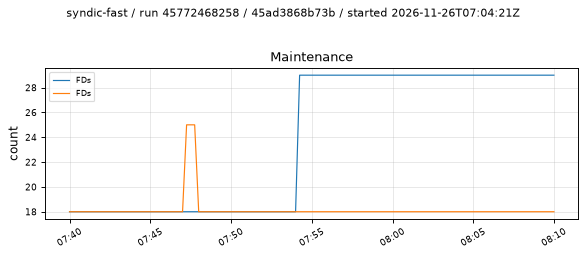 syndic-fast / run 45772468258 / 45ad3868b73b / started 2026-11-26T07:04:21Z
Maintenance
FDs
FDs
count
28
26
24
22
20
18
07:40
07:45
07:50
07:55
08:00
08:05
08:10